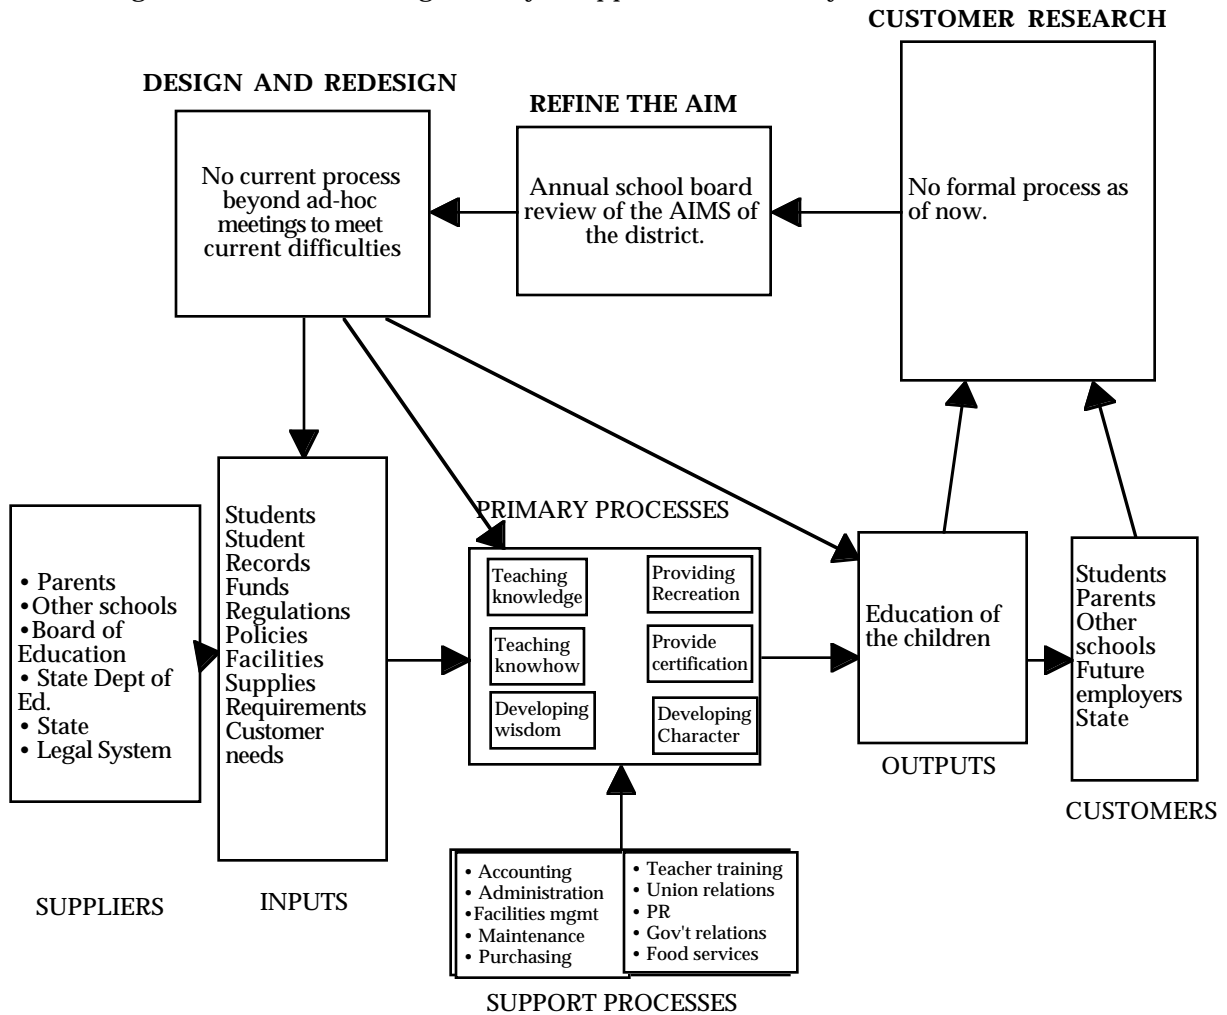 CUSTOMER RESEARCH
DESIGN AND REDESIGN
REFINE THE AIM
No current process
beyond ad-hoc
meetings to meet
current difficulties
Annual school board
review of the AIMS of
the district.
No formal process as
of now.
• Parents
•Other schools
•Board of
Education
• State Dept of
Ed.
• State
• Legal System
SUPPLIERS
Students
Student
Records
Funds
Regulations
Policies
Facilities
Supplies
Requirements
Customer
needs
INPUTS
PRIMARY PROCESSES
Teaching
knowledge
Providing
Recreation
Teaching
knowhow
Provide
certification
Developing
wisdom
Developing
Character
Education of
the children
OUTPUTS
Students
Parents
Other
schools
Future
employers
State
CUSTOMERS
• Accounting
• Administration
•Facilities mgmt
• Maintenance
• Purchasing
• Teacher training
• Union relations
• PR
• Gov't relations
• Food services
SUPPORT PROCESSES